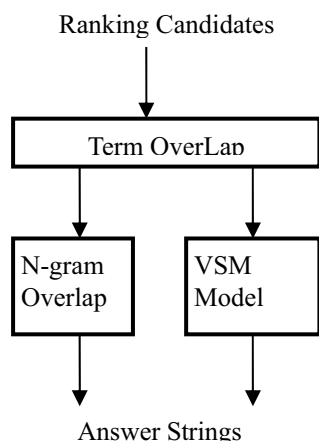 Ranking Candidates
Term OverLap
N-gram
Overlap
VSM
Model
Answer Strings